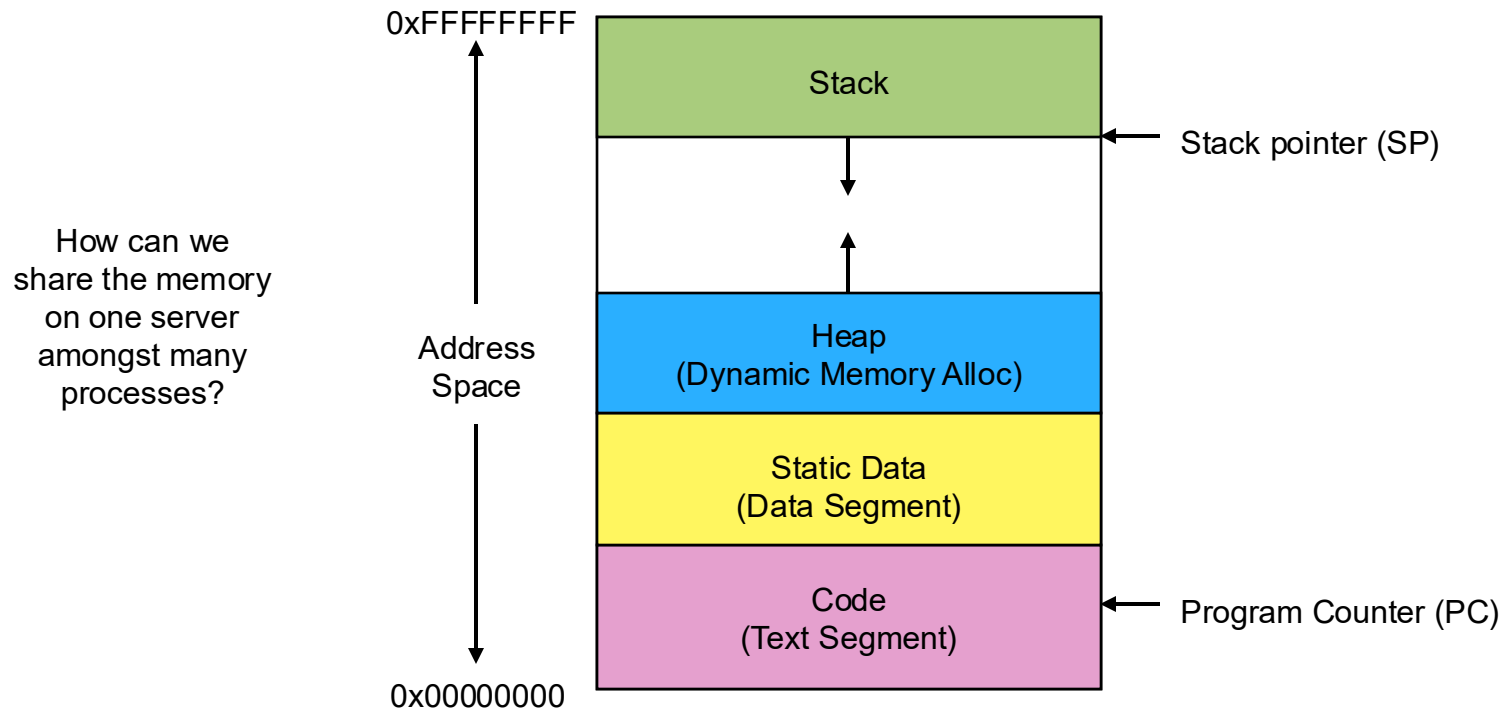 0xFFFFFFFF
Stack
Stack pointer (SP)
How can we
share the memory
on one server
amongst many
processes?
Address
Space
Heap
(Dynamic Memory Alloc)
Static Data
(Data Segment)
Code
(Text Segment)
Program Counter (PC)
0x00000000